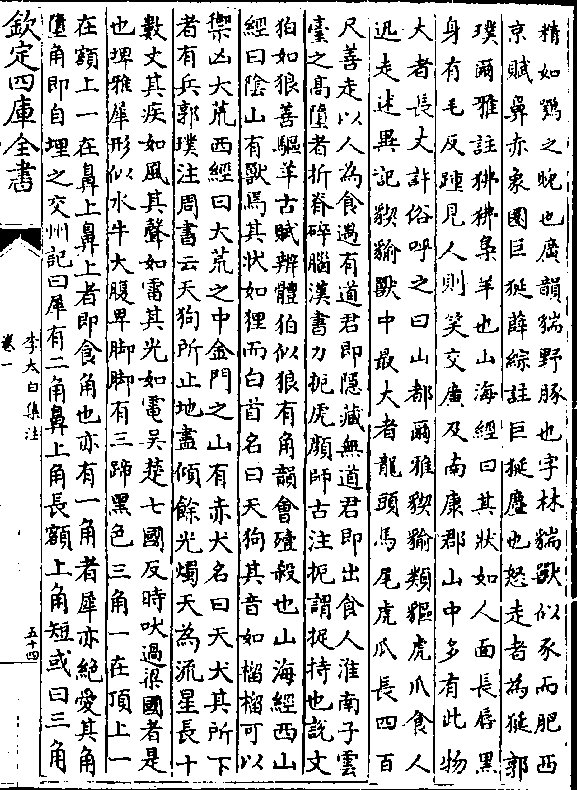 精如鷄之睌也廣韻猯野豚也字林猯獸似豕而肥西
京賦鼻赤象圈巨狿薛綜註巨狿麈也怒走者為狿郭
璞爾雅註狒狒梟羊也山海經曰其狀如人面長唇黑
身有毛反踵見人則笑交廣及南康郡山中多有此物
大者長丈許俗呼之曰山都爾雅猰貐類貙虎爪食人
迅走述異記猰貐獸中最大者龍頭馬尾虎爪長四百
尺善走以人為食遇有道君即隱藏無道君即出食人淮南子雲
臺之髙墮者折脊碎腦漢書力扼虎顔師古注扼謂捉持也說文
狛如狼善驅羊古賦辨體狛似狼有角韻會殪殺也山海經西山
經曰陰山有獸焉其狀如狸而白首名曰天狗其音如榴榴可以
禦凶大荒西經曰大荒之中金門之山有赤犬名曰天犬其所下
者有兵郭璞注周書云天狗所止地盡傾餘光燭天為流星長十
數丈其疾如風其聲如雷其光如電吳楚七國反時吠過梁國者是
也埤雅犀形似水牛大腹卑脚脚有三蹄黑色三角一在頂上一
在額上一在鼻上鼻上者即食角也亦有一角者犀亦絕愛其角
墮角即自埋之交州記曰犀有二角鼻上角長額上角短或曰三角
欽定四庫全書
李太白集注
卷一
五十四